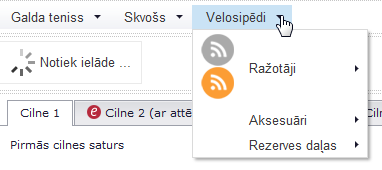 Galda teniss Skvošs Velosipēdi
Notiek ielāde ...
Ražotāji
Aksesuāri
Rezerves daļas
Cilne 1 Cilne 2 (ar attē
Pirmās cilnes saturs